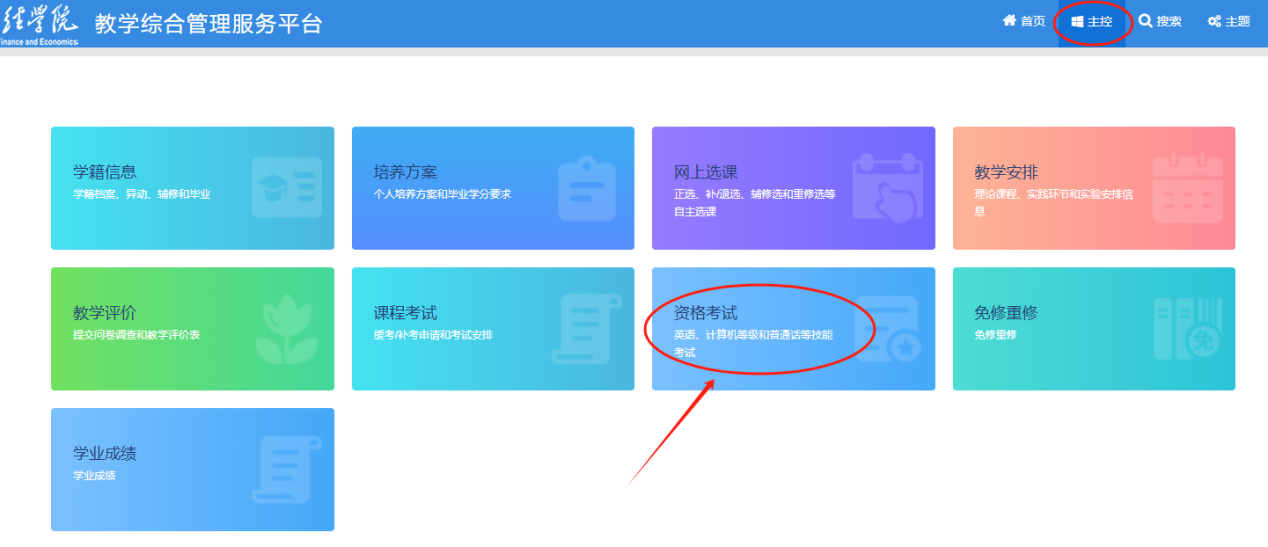 经学院 教学综合管理服务平台
Finance and Economics
首页 主控 搜索 主题
学籍信息
学籍档案、异动、辅修和毕业
培养方案
个人培养方案和毕业学分要求
网上选课
正选、补/退选、辅修选和重修选等
自主选课
教学安排
理论课程、实践环节和实验安排信
息
教学评价
提交问卷调查和教学评价表
课程考试
缓考/补考申请和考试安排
资格考试
英语、计算机等级和普通话等技能
考试
免修重修
免修重修
免
学业成绩
学业成绩